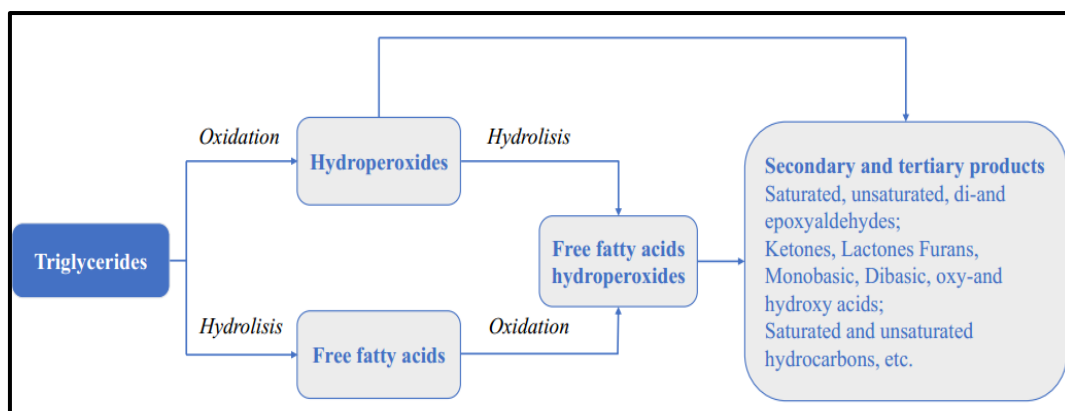 Oxidation
Hydrolisis
Hydroperoxides
Triglycerides
Free fatty acids
hydroperoxides
Hydrolisis
Oxidation
Free fatty acids
Secondary and tertiary products
Saturated, unsaturated, di-and
epoxyaldehydes;
Ketones, Lactones Furans,
Monobasic, Dibasic, oxy-and
hydroxy acids;
Saturated and unsaturated
hydrocarbons, etc.